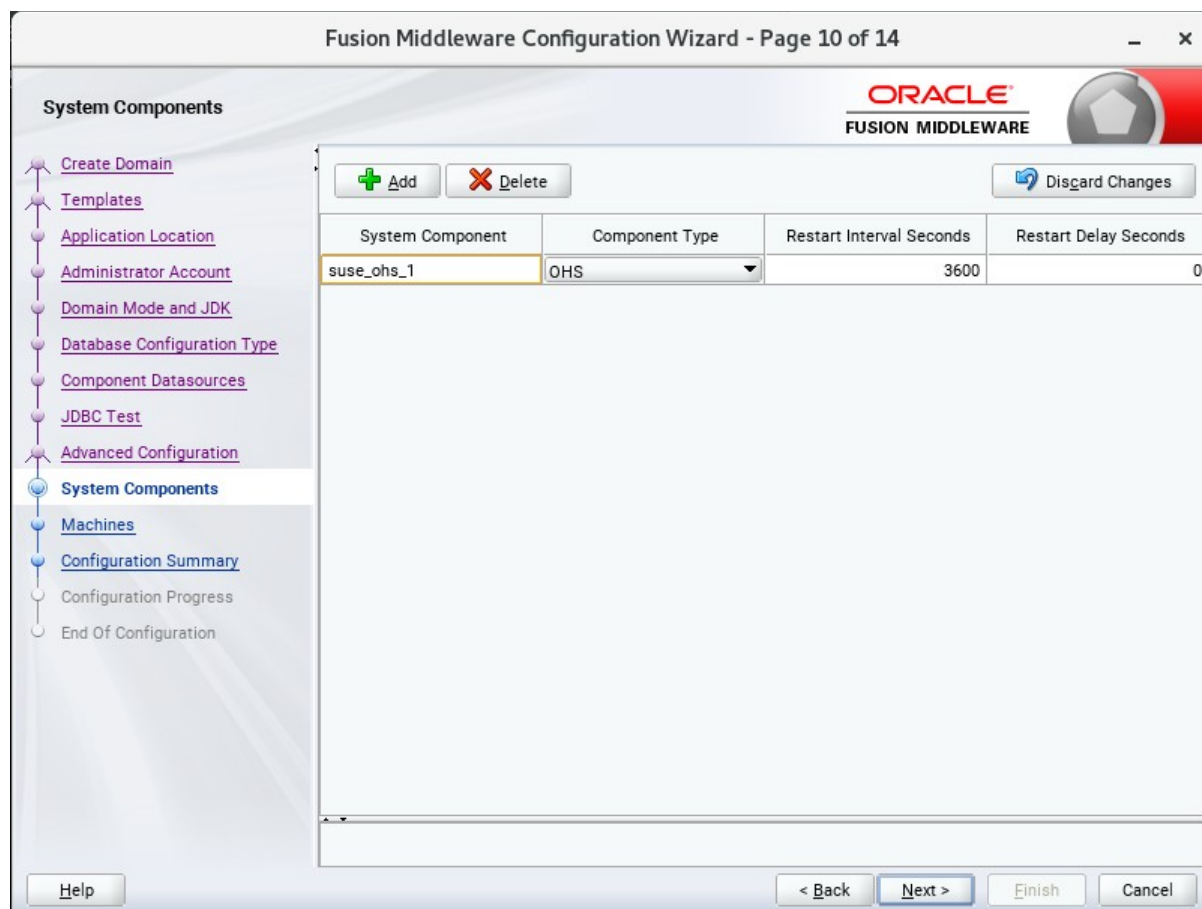 Fusion Middleware Configuration Wizard - Page 10 of 14
System Components
ORACLE
FUSION MIDDLEWARE
Create Domain
Templates
Application Location
Administrator Account
Domain Mode and JDK
Database Configuration Type
Component Datasources
JDBC Test
Advanced Configuration
System Components
Machines
Configuration Summary
Configuration Progress
End Of Configuration
Add Delete Discard Changes
System Component Component Type Restart Interval Seconds Restart Delay Seconds
suse_ohs_1 OHS 3600 0
Help < Back Next > Finish Cancel